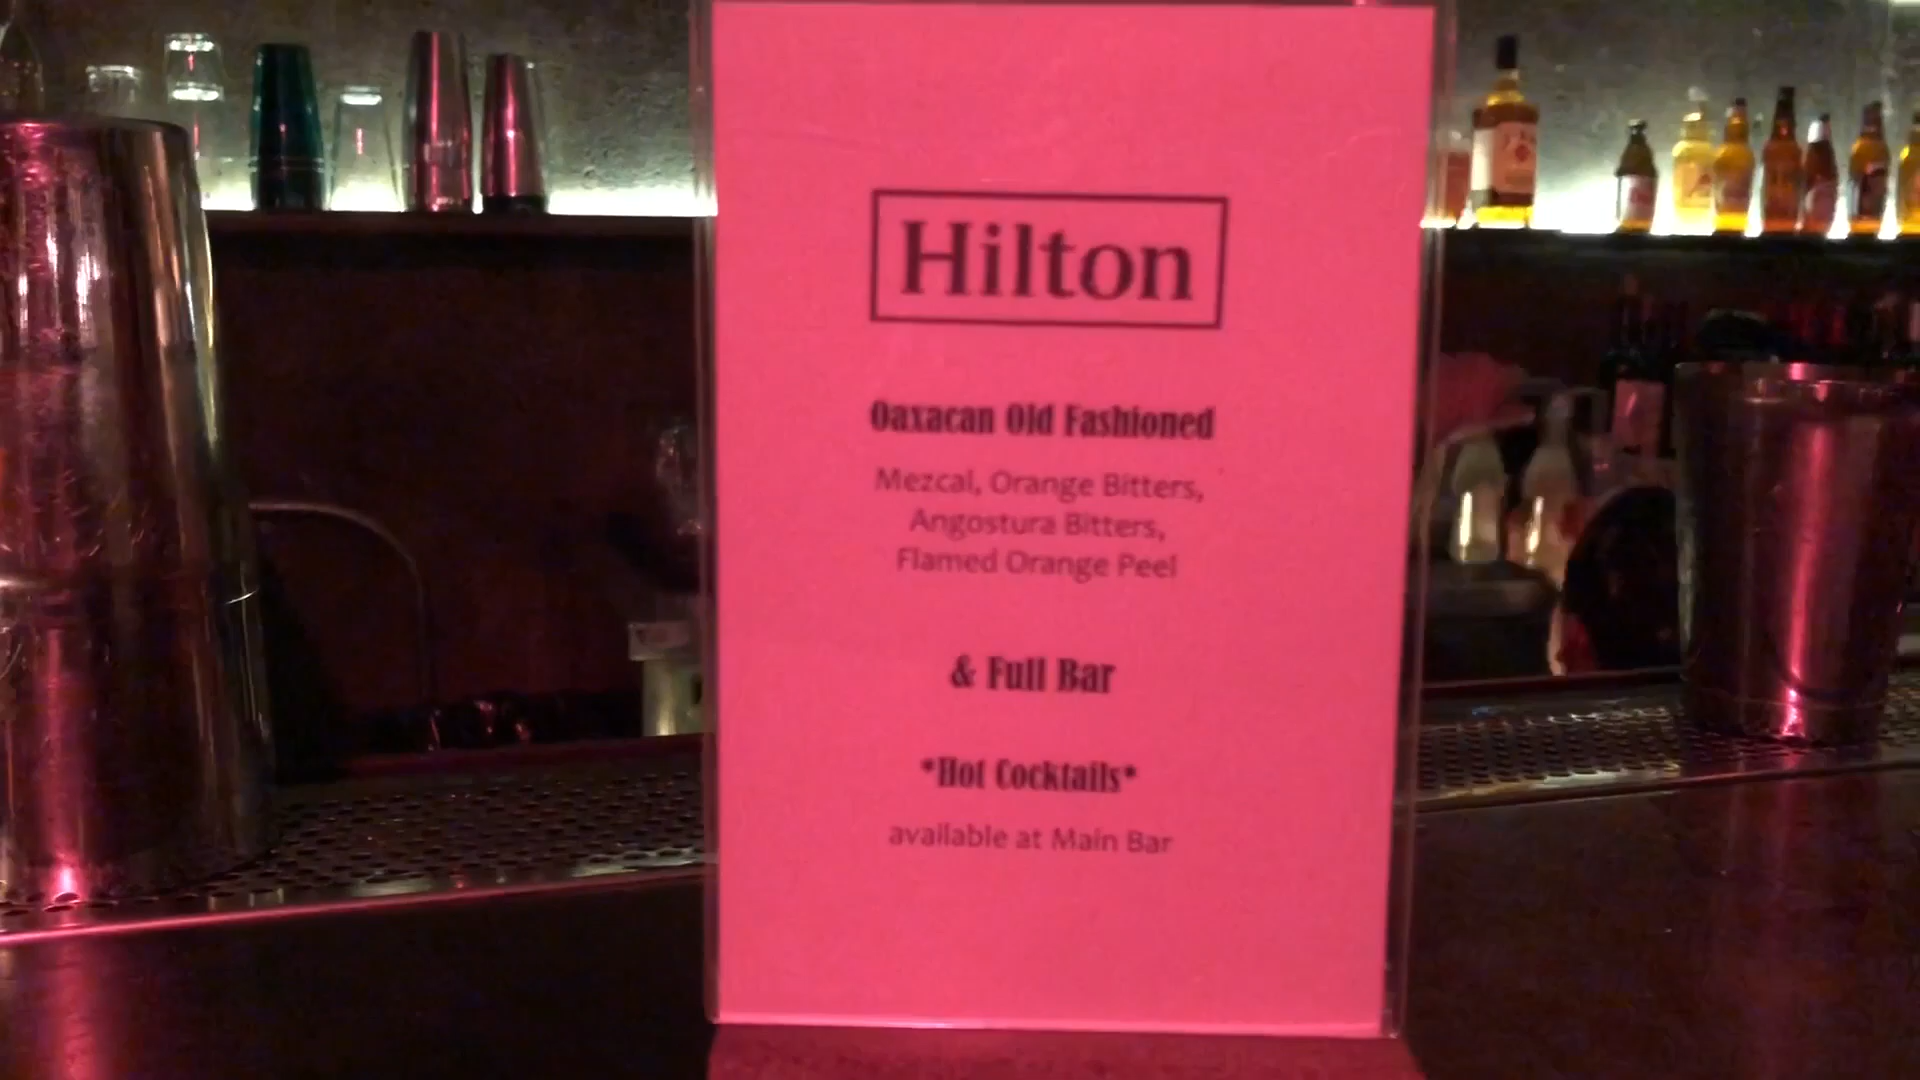 Hilton
Oaxacan Old Fashioned
Mezcal, Orange Bitters,
Angostura Bitters,
Flamed Orange Peel
& Full Bar
*Hot Cocktails*
available at Main Bar